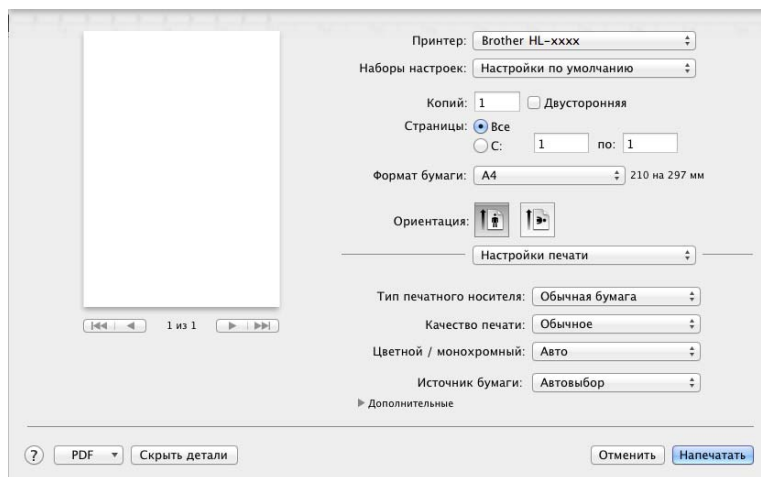 Принтер: Brother HL-xxxx
Наборы настроек: Настройки по умолчанию
Копий: 1 Двусторонняя
Страницы: Все
С: 1 по: 1
Формат бумаги: A4 210 на 297 мм
Ориентация:
Настройки печати
Тип печатного носителя: Обычная бумага
1 из 1
Качество печати: Обычное
Цветной / монохромный: Авто
Источник бумаги: Автовыбор
Дополнительные
? PDF Скрыть детали Отменить Напечатать